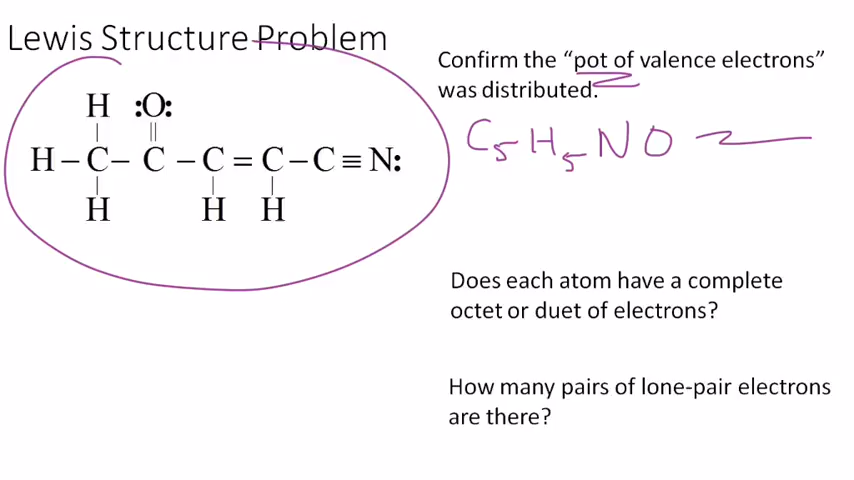 Lewis Structure Problem
Confirm the “pot of valence electrons”
was distributed.
C₅H₅NO
H :O:
| ||
H – C – C – C = C – C ≡ N:
| | |
H H H
Does each atom have a complete
octet or duet of electrons?
How many pairs of lone-pair electrons
are there?